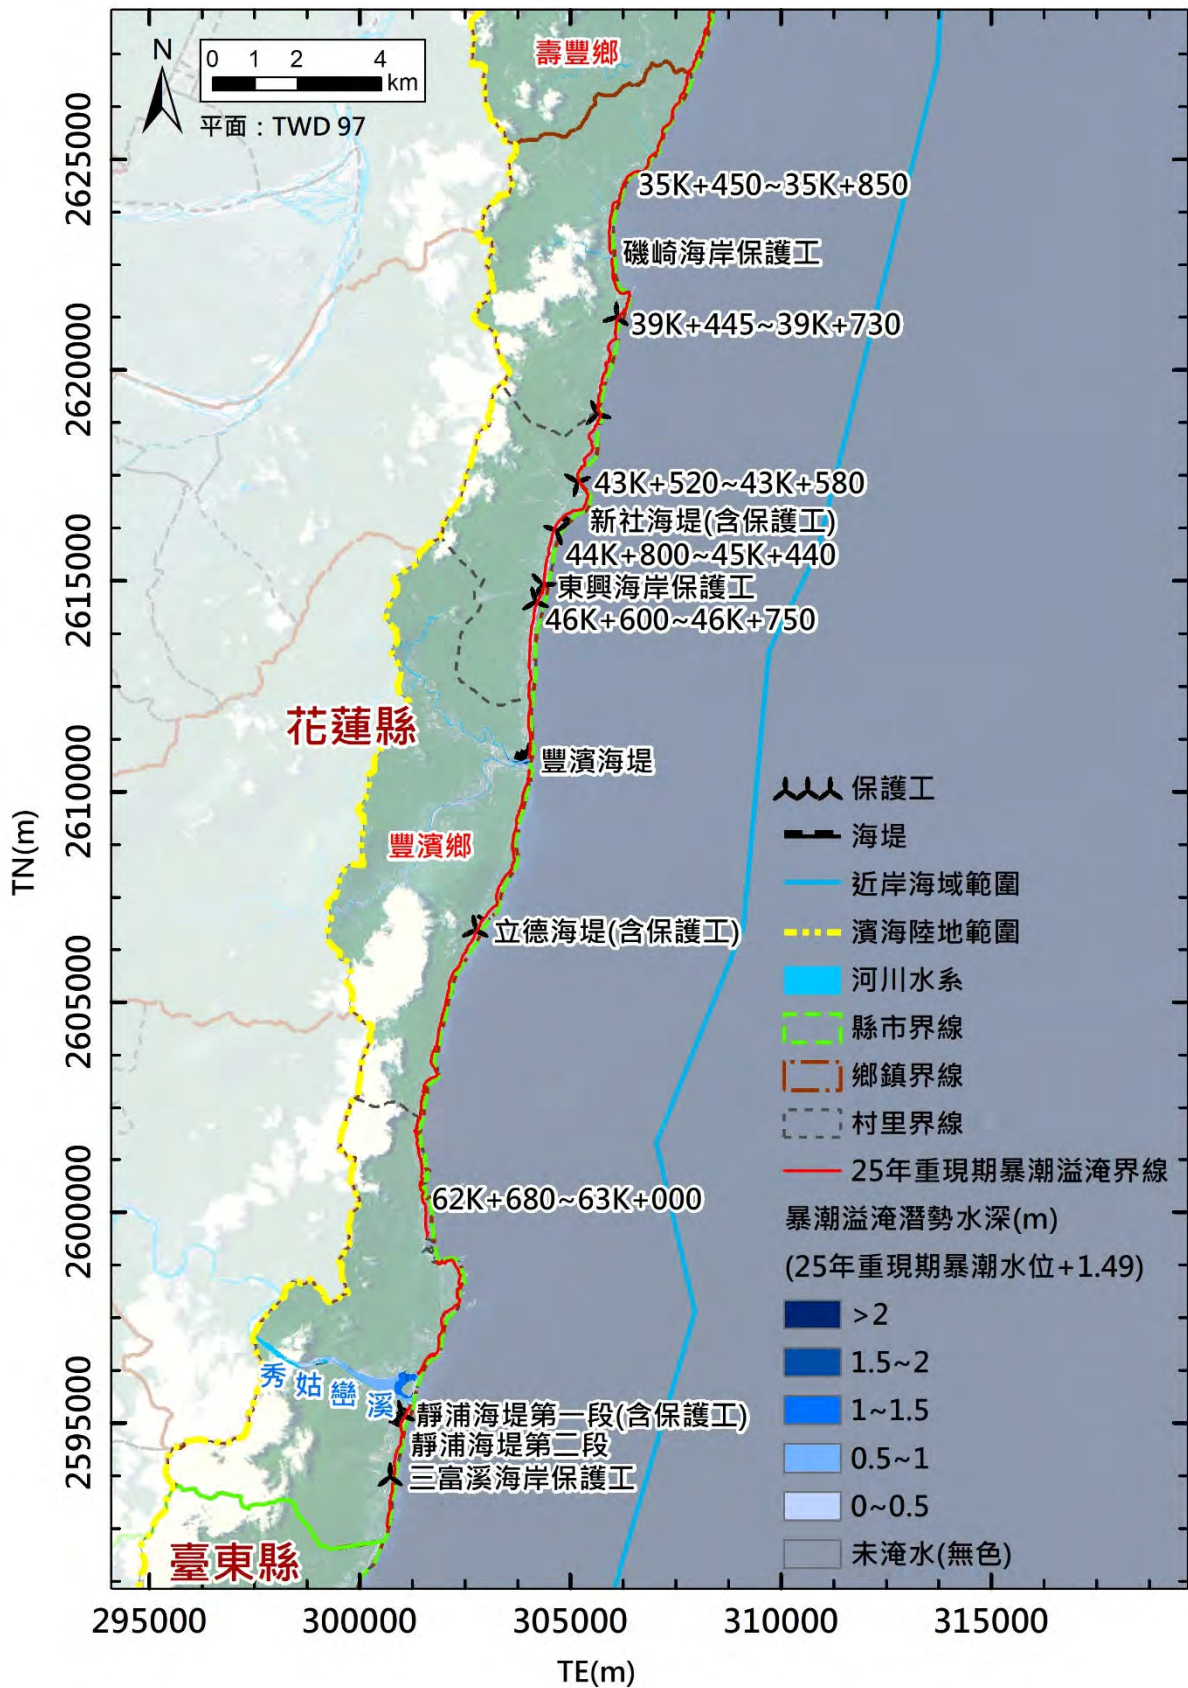 N
0 1 2 4
km
平面：TWD 97
壽豐鄉
35K+450~35K+850
磯崎海岸保護工
39K+445~39K+730
43K+520~43K+580
新社海堤(含保護工)
44K+800~45K+440
東興海岸保護工
46K+600~46K+750
花蓮縣
豐濱海堤
豐濱鄉
立德海堤(含保護工)
62K+680~63K+000
秀姑巒溪
靜浦海堤第一段(含保護工)
靜浦海堤第二段
三富溪海岸保護工
臺東縣
保護工
海堤
近岸海域範圍
濱海陸地範圍
河川水系
縣市界線
鄉鎮界線
村里界線
25年重現期暴潮溢淹界線
暴潮溢淹潛勢水深(m)
(25年重現期暴潮水位+1.49)
>2
1.5~2
1~1.5
0.5~1
0~0.5
未淹水(無色)
TN(m)
2625000
2620000
2615000
2610000
2605000
2600000
2595000
295000 300000 305000 310000 315000
TE(m)